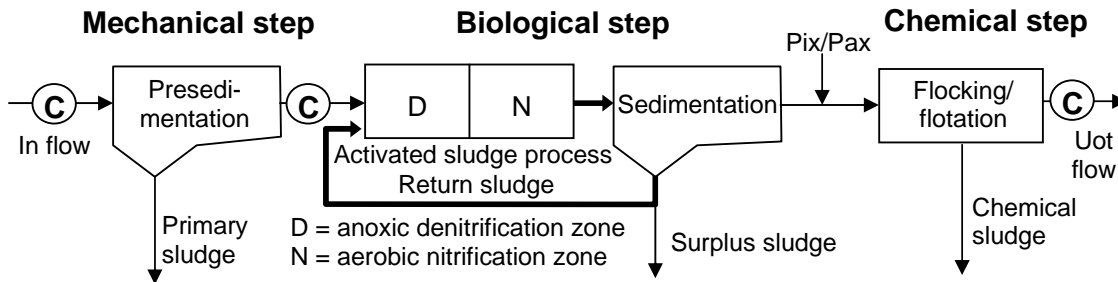 Mechanical step
Biological step
Chemical step
Pix/Pax
C
Presedi-
mentation
C
D
N
Sedimentation
Flocking/
flotation
C
In flow
Uot
flow
Activated sludge process
Return sludge
Primary
sludge
D = anoxic denitrification zone
N = aerobic nitrification zone
Surplus sludge
Chemical
sludge